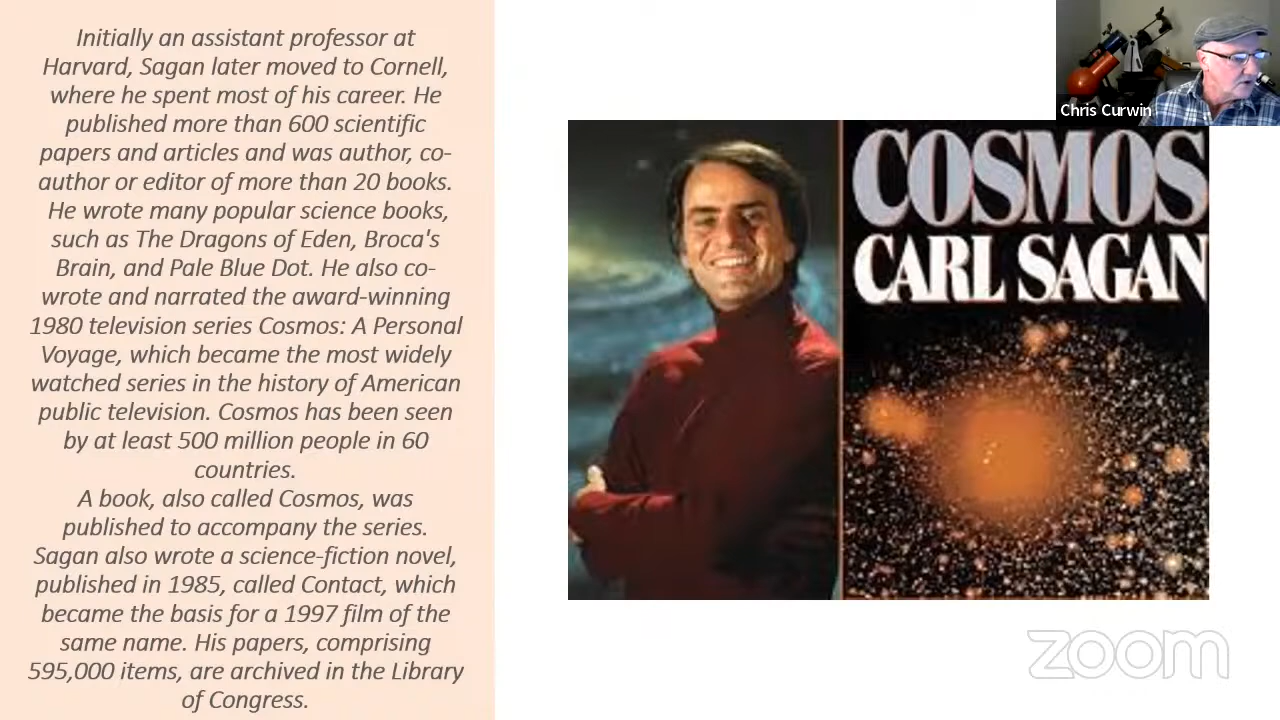 Initially an assistant professor at
Harvard, Sagan later moved to Cornell,
where he spent most of his career. He
published more than 600 scientific
papers and articles and was author, co-
author or editor of more than 20 books.
He wrote many popular science books,
such as The Dragons of Eden, Broca's
Brain, and Pale Blue Dot. He also co-
wrote and narrated the award-winning
1980 television series Cosmos: A Personal
Voyage, which became the most widely
watched series in the history of American
public television. Cosmos has been seen
by at least 500 million people in 60
countries.
A book, also called Cosmos, was
published to accompany the series.
Sagan also wrote a science-fiction novel,
published in 1985, called Contact, which
became the basis for a 1997 film of the
same name. His papers, comprising
595,000 items, are archived in the Library
of Congress.
COSMOS
CARL SAGAN
Chris Curwin
zoom